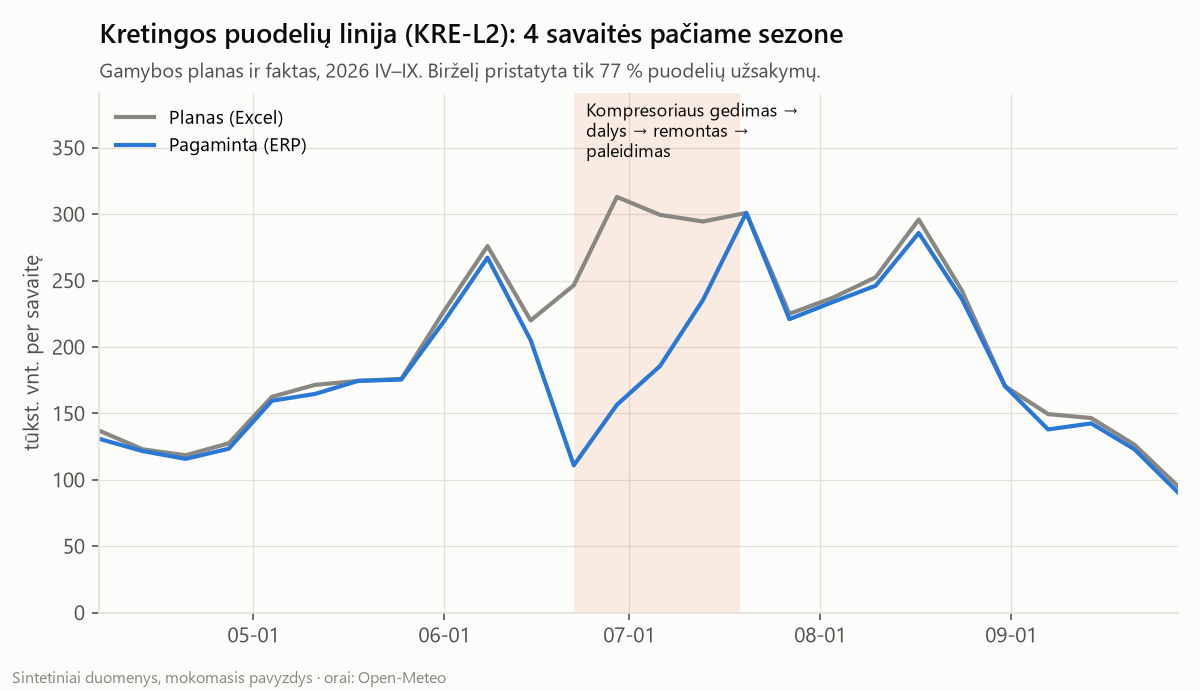 Kretingos puodelių linija (KRE-L2): 4 savaitės pačiame sezone
Gamybos planas ir faktas, 2026 IV–IX. Birželį pristatyta tik 77 % puodelių užsakymų.
Planas (Excel)
Pagaminta (ERP)
Kompresoriaus gedimas →
dalys → remontas →
paleidimas
tūkst. vnt. per savaitę
350
300
250
200
150
100
50
0
05-01
06-01
07-01
08-01
09-01
Sintetiniai duomenys, mokomasis pavyzdys · orai: Open-Meteo